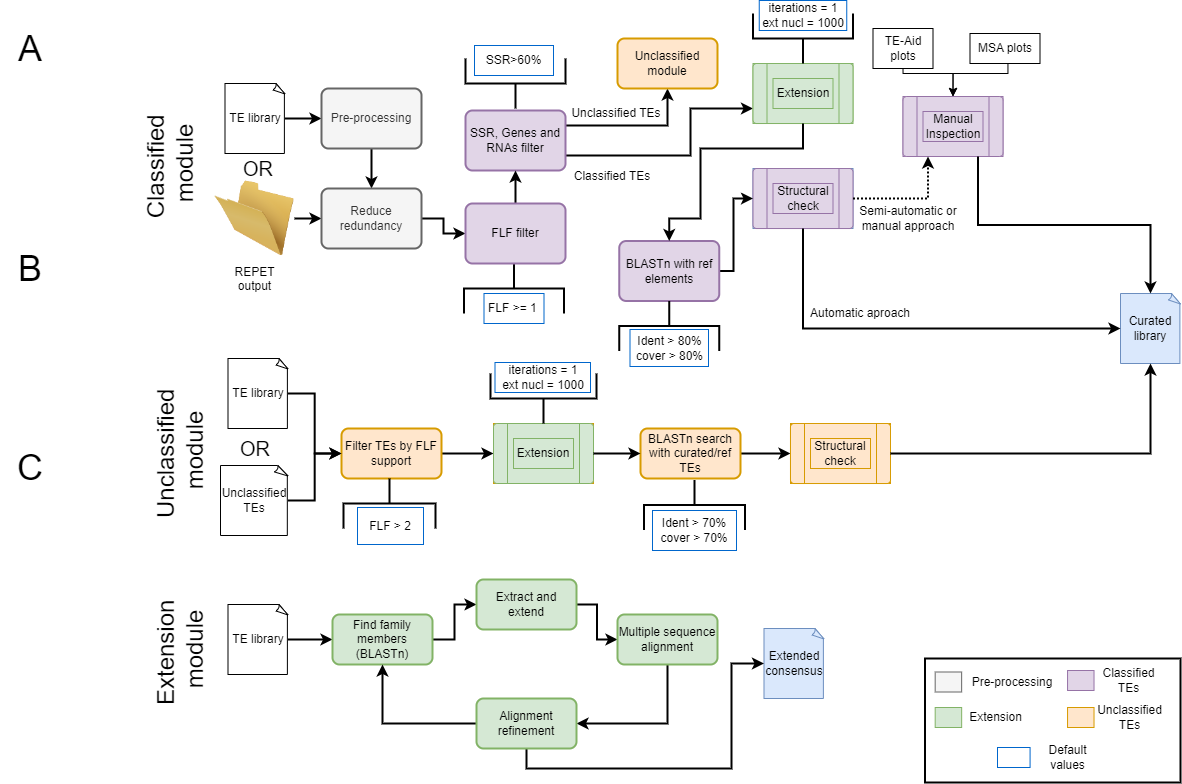 A
Classified
module
TE library
OR
REPET
output
Pre-processing
Reduce
redundancy
SSR>60%
SSR, Genes and
RNAs filter
FLF filter
FLF >= 1
Unclassified
module
Unclassified TEs
Classified TEs
iterations = 1
ext nucl = 1000
Extension
BLASTn with ref
elements
Ident > 80%
cover > 80%
Structural
check
TE-Aid
plots
MSA plots
Manual
Inspection
Semi-automatic or
manual approach
Automatic aproach
Curated
library
B
Unclassified
module
TE library
OR
Unclassified
TEs
Filter TEs by FLF
support
FLF > 2
iterations = 1
ext nucl = 1000
Extension
BLASTn search
with curated/ref
TEs
Ident > 70%
cover > 70%
Structural
check
C
Extension
module
TE library
Find family
members
(BLASTn)
Extract and
extend
Multiple sequence
alignment
Alignment
refinement
Extended
consensus
Pre-processing
Classified
TEs
Extension
Unclassified
TEs
Default
values